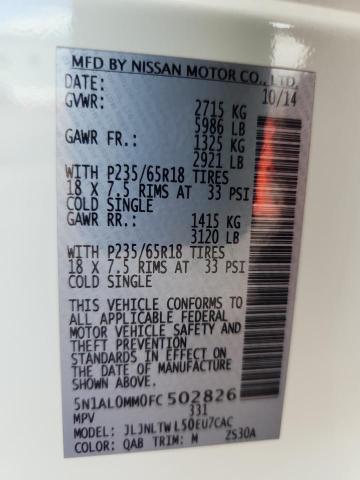 MFD BY NISSAN MOTOR CO., LTD.
DATE: 10/14
GVWR: 2715 KG
5986 LB
GAWR FR.: 1325 KG
2921 LB
WITH P235/65R18 TIRES
18 X 7.5 RIMS AT 33 PSI
COLD SINGLE
GAWR RR.: 1415 KG
3120 LB
WITH P235/65R18 TIRES
18 X 7.5 RIMS AT 33 PSI
COLD SINGLE
THIS VEHICLE CONFORMS TO
ALL APPLICABLE FEDERAL
MOTOR VEHICLE SAFETY AND
THEFT PREVENTION
STANDARDS IN EFFECT ON
THE DATE OF MANUFACTURE
SHOWN ABOVE.
5N1AL0MM0FC502826
MPV 331
MODEL: JLJNLTWL50EU7CAC
COLOR: QAB TRIM: M 2S30A